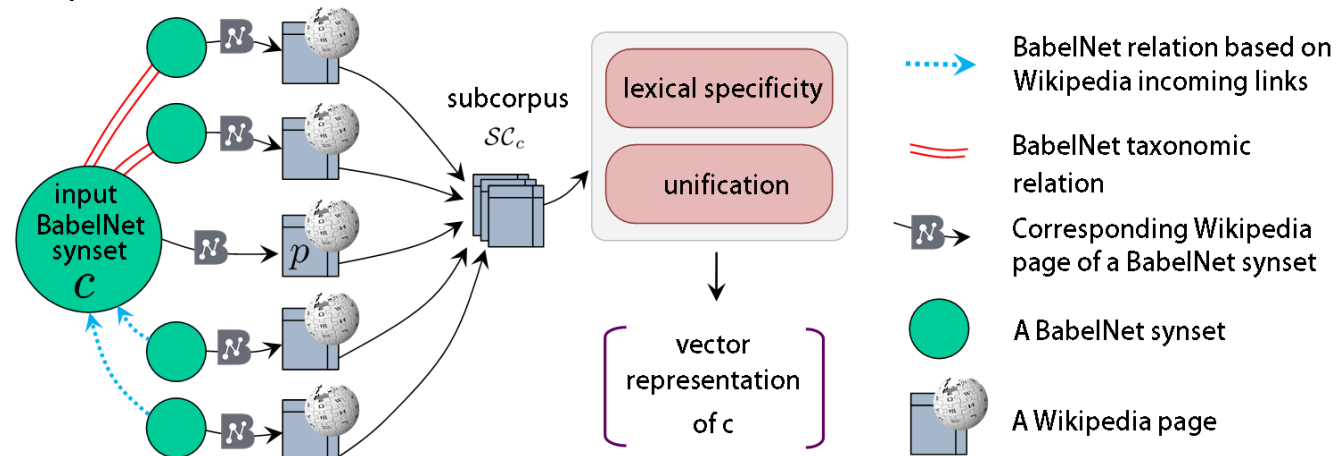 input
BabelNet
synset
c
p
subcorpus
SC_c
lexical specificity
unification
vector
representation
of c
BabelNet relation based on
Wikipedia incoming links
BabelNet taxonomic
relation
Corresponding Wikipedia
page of a BabelNet synset
A BabelNet synset
A Wikipedia page